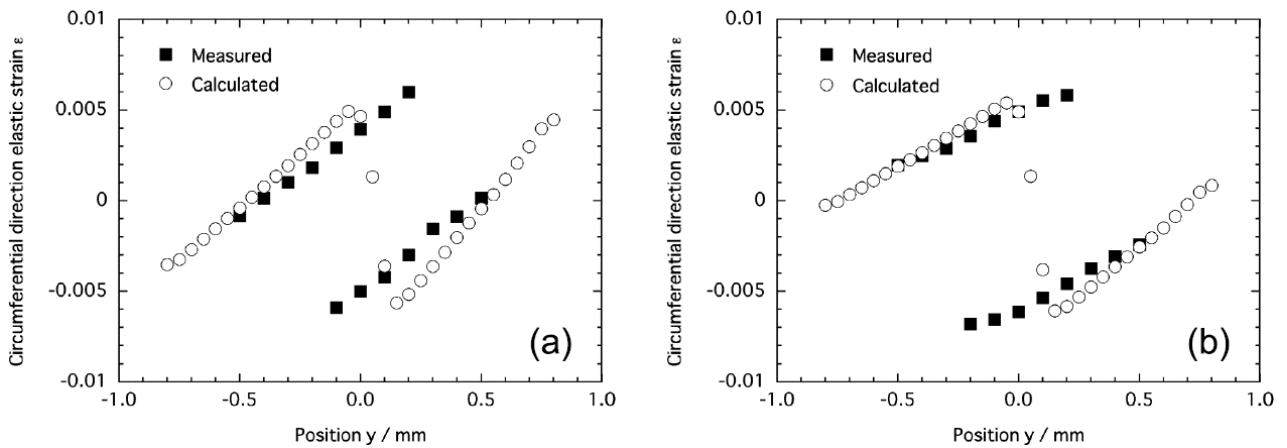 0.01
0.005
0
-0.005
-0.01
Circumferential direction elastic strain ε
Measured
Calculated
(a)
-1.0 -0.5 0.0 0.5 1.0
Position y / mm
0.01
0.005
0
-0.005
-0.01
Circumferential direction elastic strain ε
Measured
Calculated
(b)
-1.0 -0.5 0.0 0.5 1.0
Position y / mm